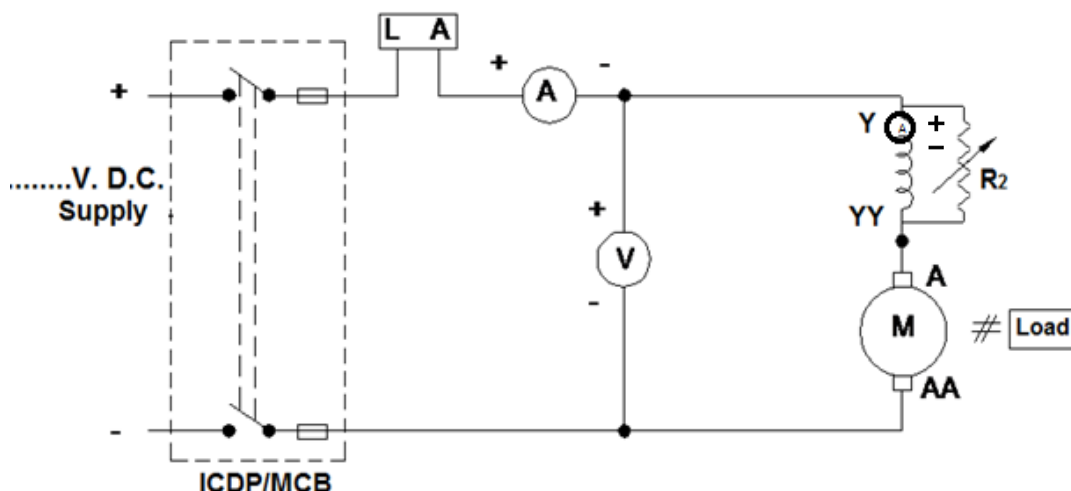 L A
+ -
A
+
Y A + -
.........V. D.C.
Supply
R2
YY
+
V
-
A
M
Load
AA
-
ICDP/MCB